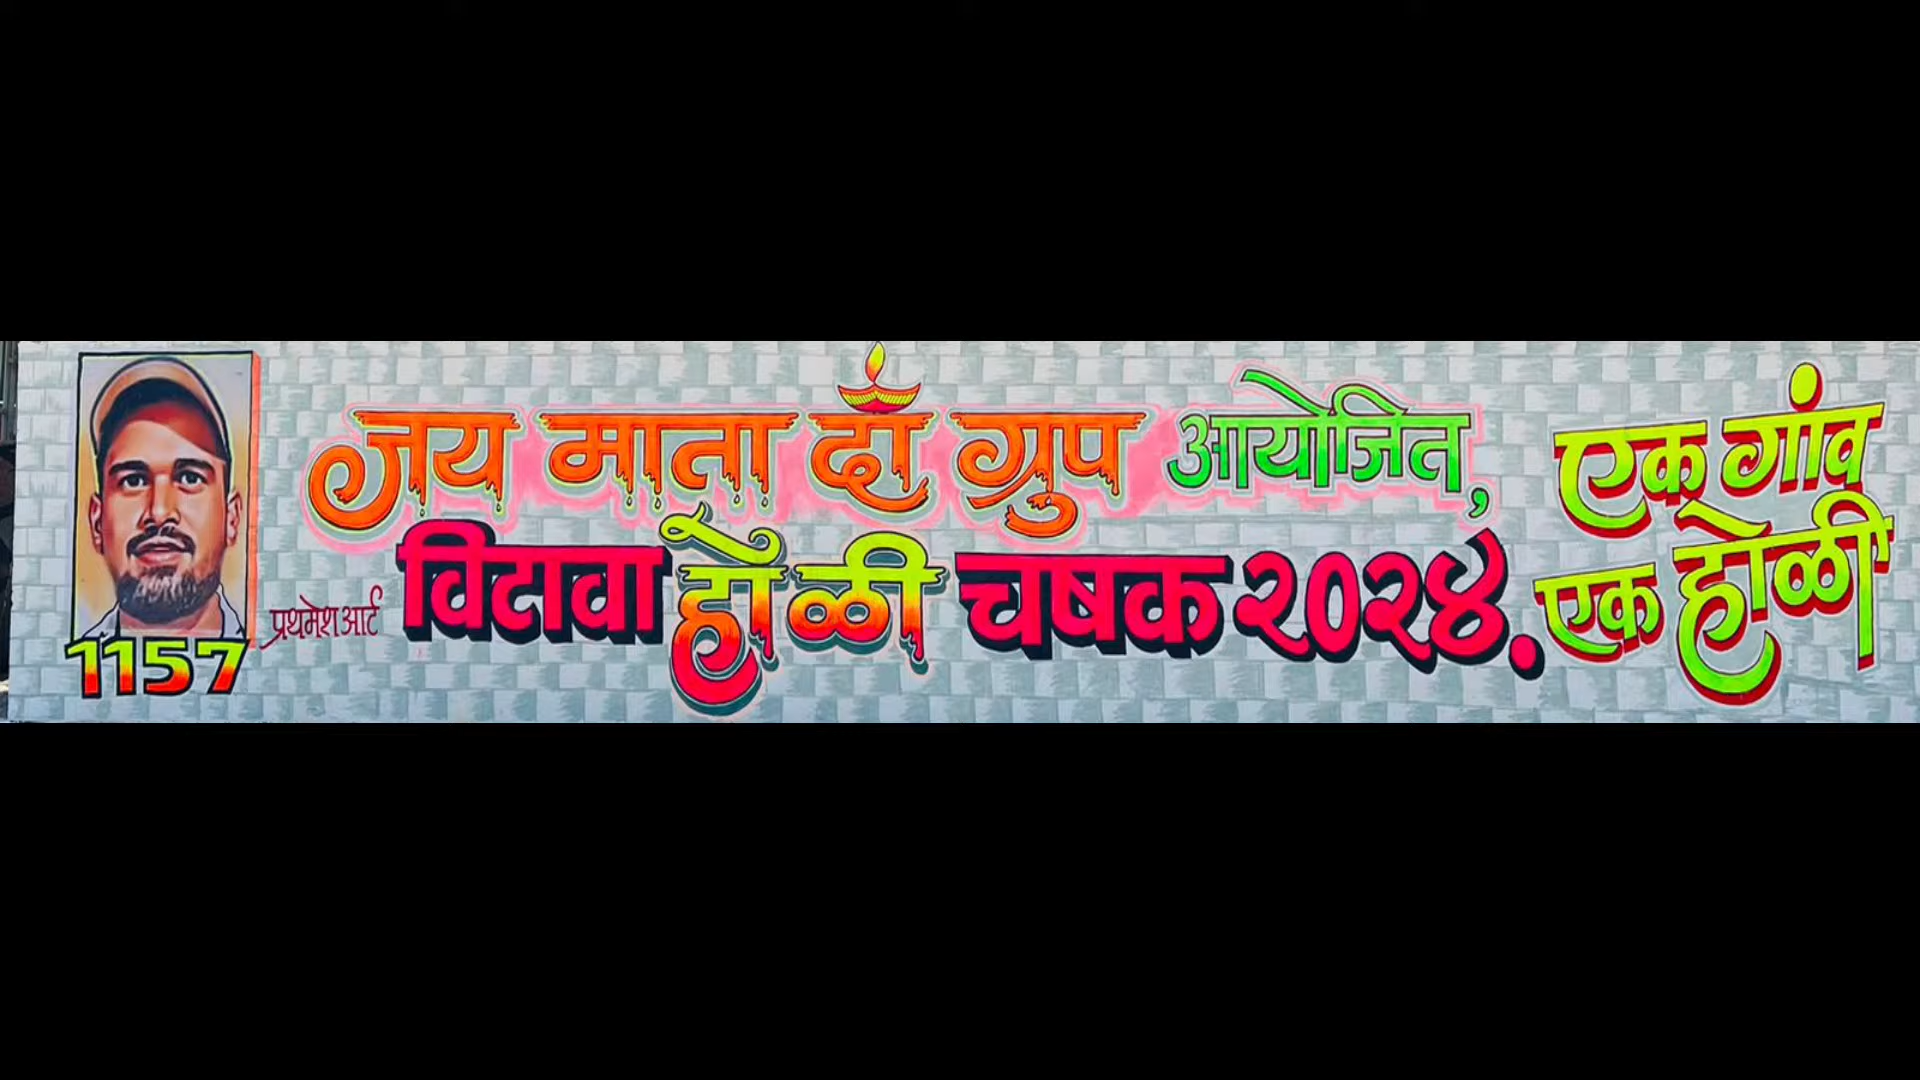 जय माता दॉ ग्रुप आयोजित,
विटावा होळी चषक २०२४.
एक गांव
एक होळी
प्रथमेश आर्ट
1157